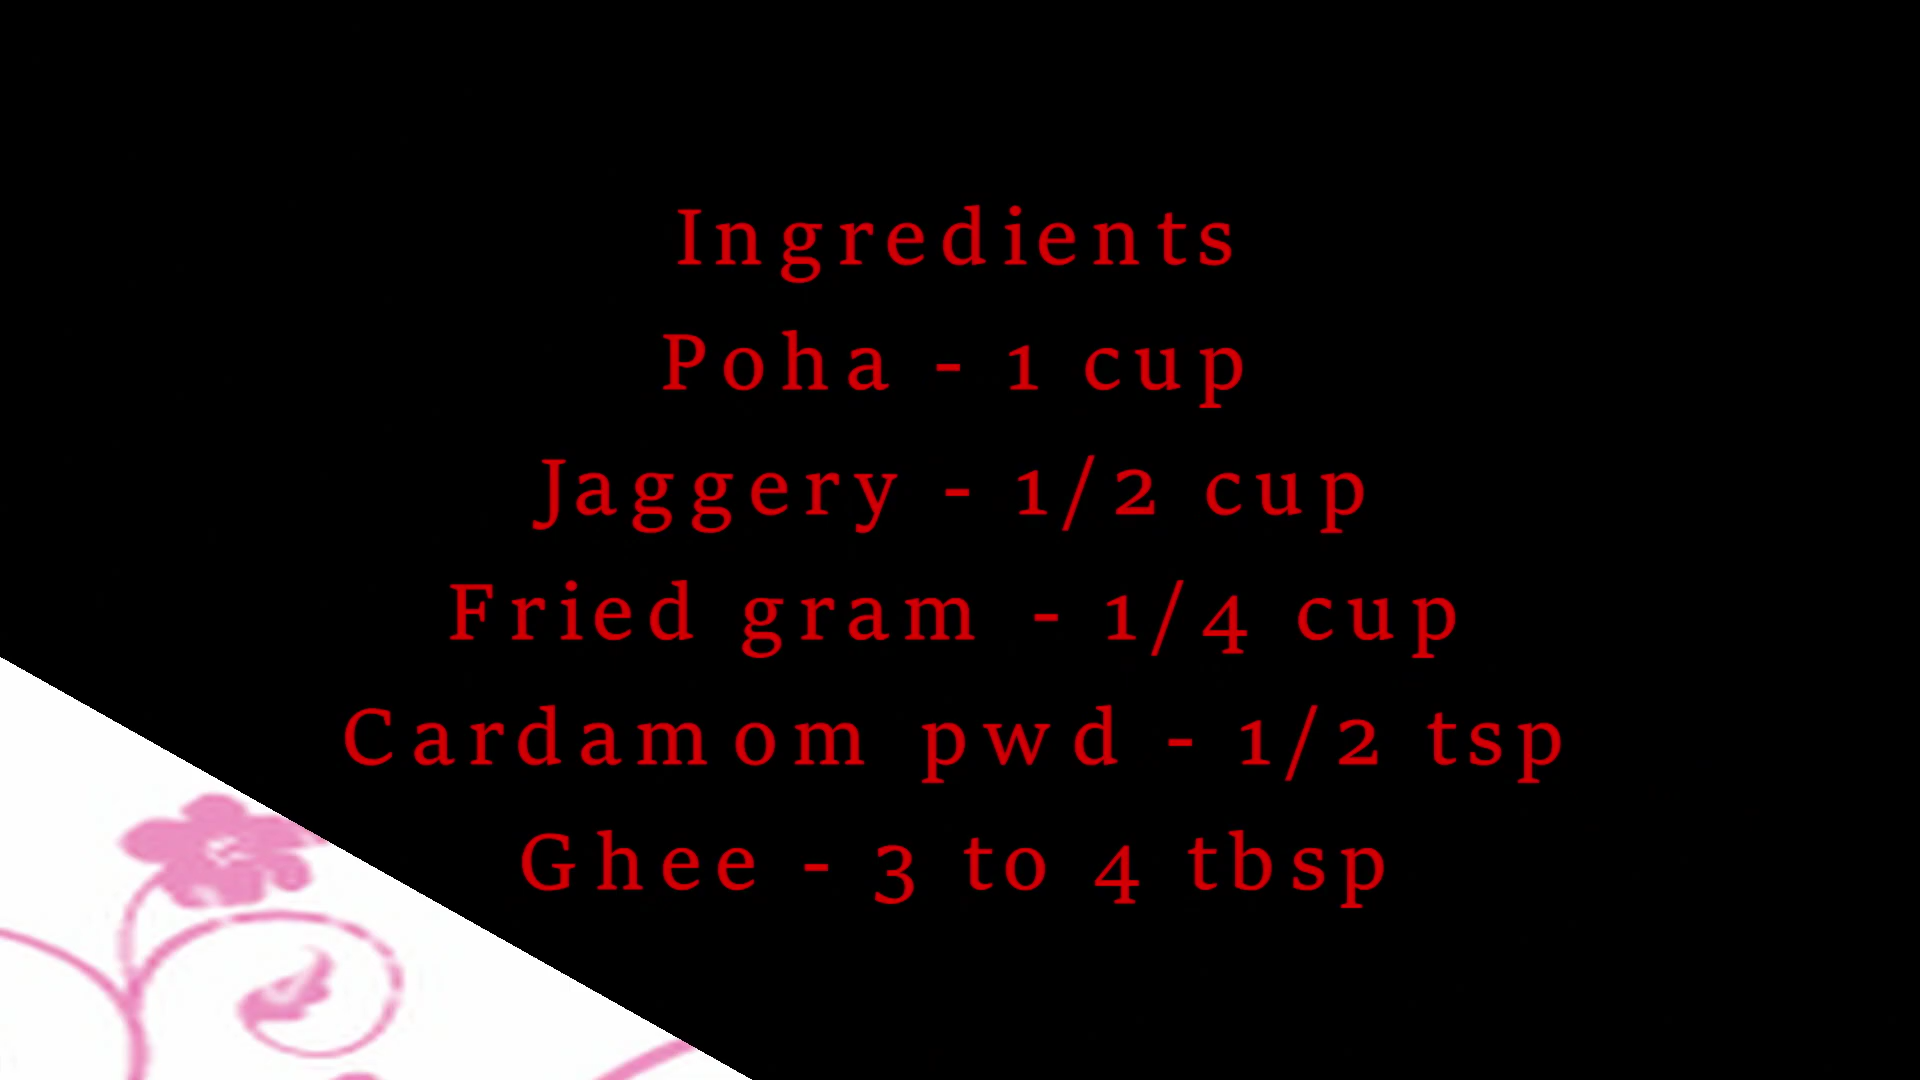 Ingredients
Poha - 1 cup
Jaggery - 1/2 cup
Fried gram - 1/4 cup
Cardamom pwd - 1/2 tsp
Ghee - 3 to 4 tbsp